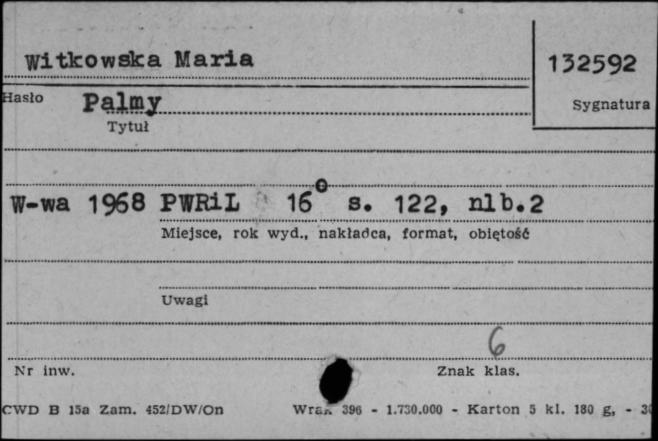 Witkowska Maria
132592
Hasło
Palmy
Sygnatura
Tytuł
W-wa 1968 PWRiL 16° s. 122, nlb.2
Miejsce, rok wyd., nakładca, format, objętość
Uwagi
6
Nr inw.
Znak klas.
CWD B 15a Zam. 452/DW/On
396 - 1.730.000 - Karton 5 kl. 180 g, -